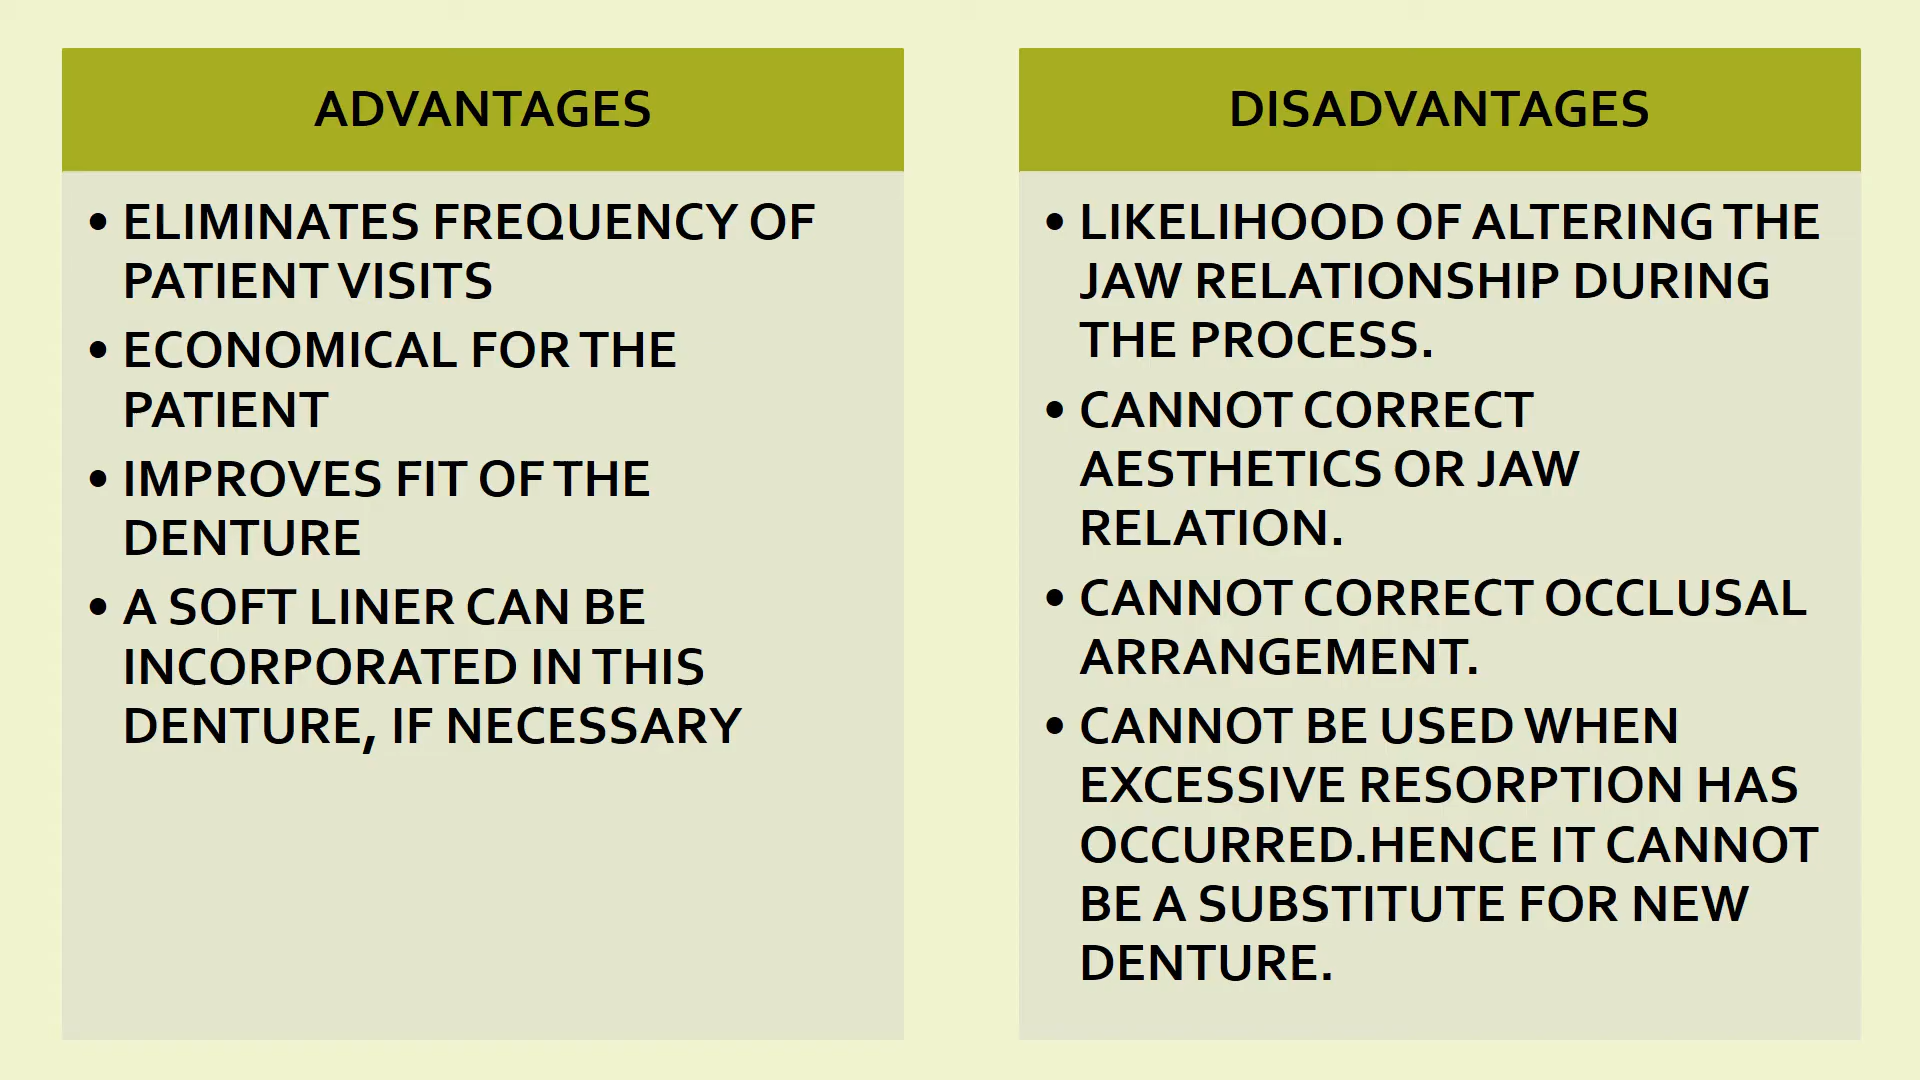 ADVANTAGES
• ELIMINATES FREQUENCY OF
PATIENT VISITS
• ECONOMICAL FOR THE
PATIENT
• IMPROVES FIT OF THE
DENTURE
• A SOFT LINER CAN BE
INCORPORATED IN THIS
DENTURE, IF NECESSARY
DISADVANTAGES
• LIKELIHOOD OF ALTERING THE
JAW RELATIONSHIP DURING
THE PROCESS.
• CANNOT CORRECT
AESTHETICS OR JAW
RELATION.
• CANNOT CORRECT OCCLUSAL
ARRANGEMENT.
• CANNOT BE USED WHEN
EXCESSIVE RESORPTION HAS
OCCURRED.HENCE IT CANNOT
BE A SUBSTITUTE FOR NEW
DENTURE.